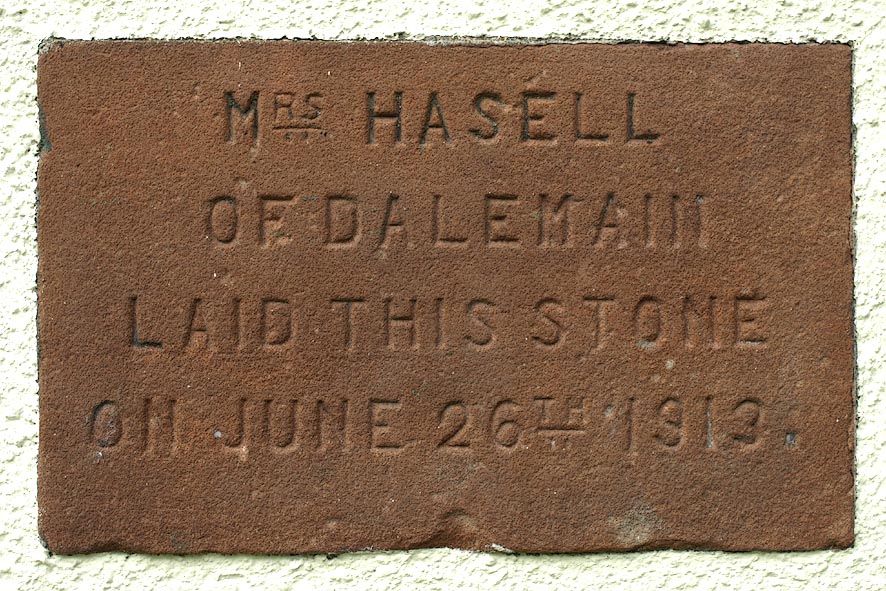 MRS HASELL
OF DALEMAIN
LAID THIS STONE
ON JUNE 26TH 1913.